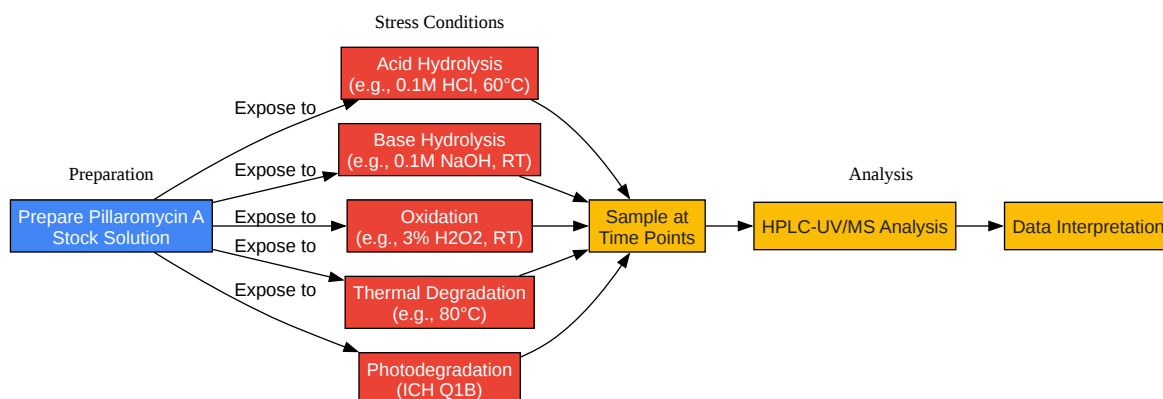 Stress Conditions
Acid Hydrolysis
(e.g., 0.1M HCl, 60°C)
Expose to
Base Hydrolysis
(e.g., 0.1M NaOH, RT)
Expose to
Preparation
Analysis
Prepare Pillaromycin A
Stock Solution
Expose to
Oxidation
(e.g., 3% H2O2, RT)
Sample at
Time Points
HPLC-UV/MS Analysis
Data Interpretation
Expose to
Thermal Degradation
(e.g., 80°C)
Expose to
Photodegradation
(ICH Q1B)